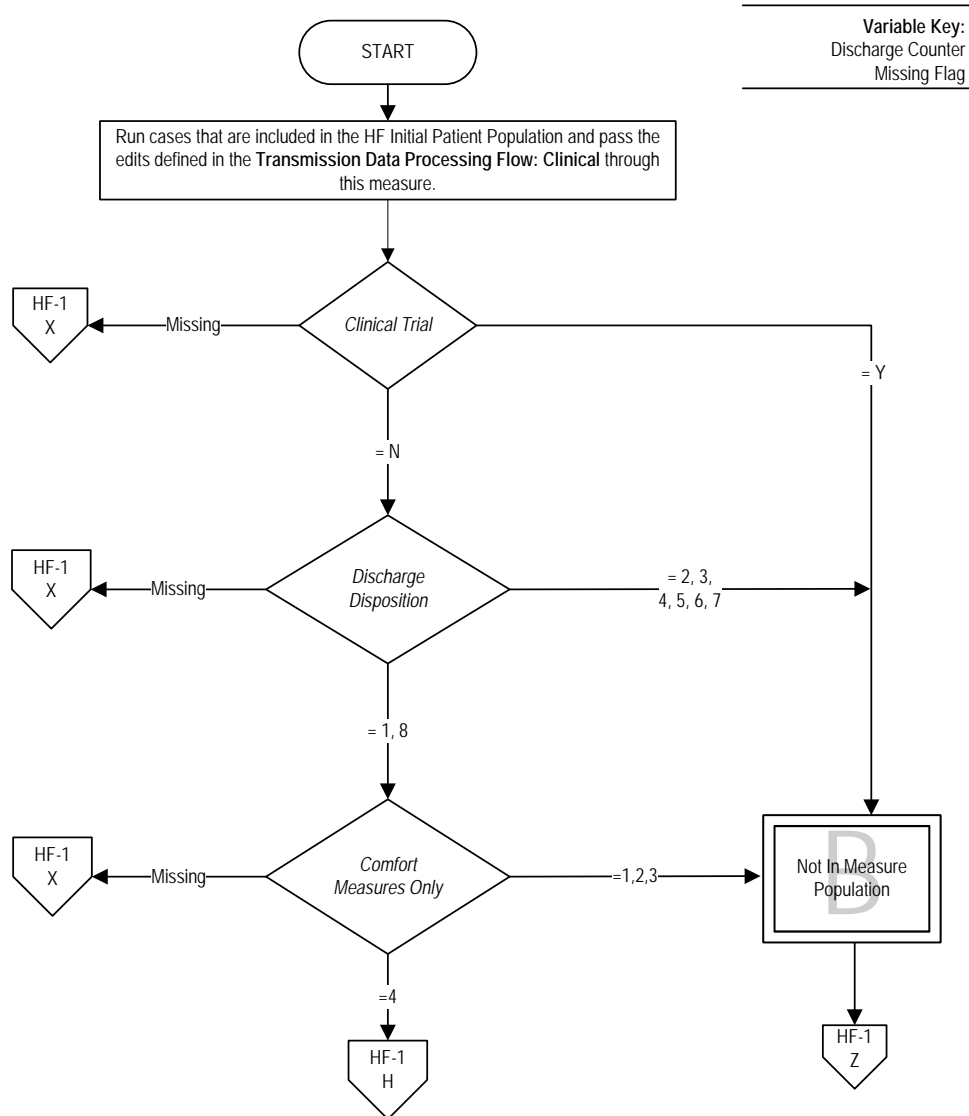 Variable Key:
Discharge Counter
Missing Flag
START
Run cases that are included in the HF Initial Patient Population and pass the
edits defined in the Transmission Data Processing Flow: Clinical through
this measure.
HF-1
X
Missing
Clinical Trial
= Y
= N
HF-1
X
Missing
Discharge
Disposition
= 2, 3,
4, 5, 6, 7
= 1, 8
HF-1
X
Missing
Comfort
Measures Only
=1,2,3
B
Not In Measure
Population
=4
HF-1
H
HF-1
Z